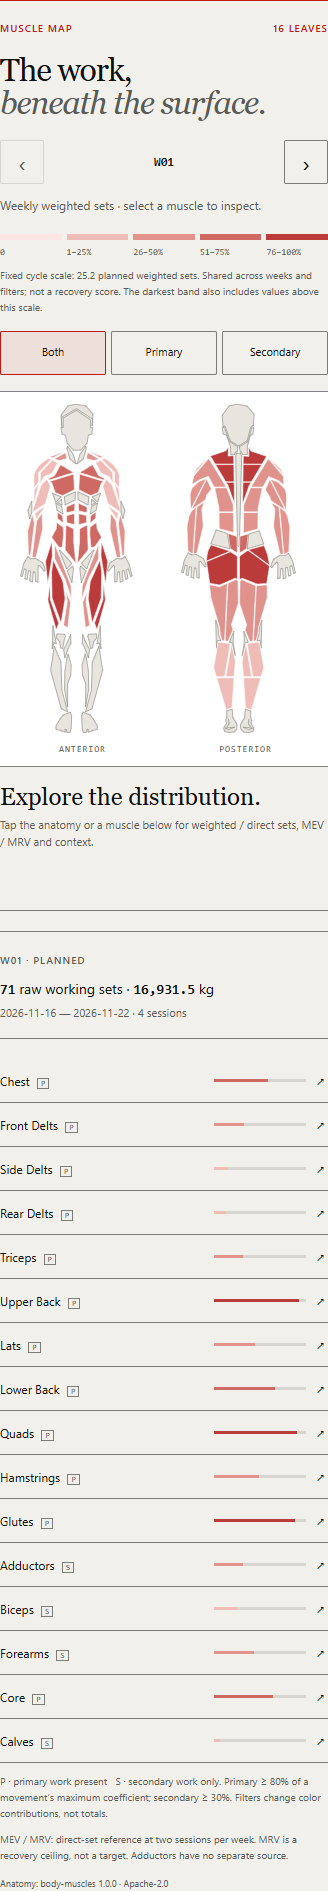 MUSCLE MAP 16 LEAVES
The work,
beneath the surface.
‹ W01 ›
Weekly weighted sets · select a muscle to inspect.
0 1–25% 26–50% 51–75% 76–100%
Fixed cycle scale: 25.2 planned weighted sets. Shared across weeks and
filters; not a recovery score. The darkest band also includes values above
this scale.
Both Primary Secondary
ANTERIOR POSTERIOR
Explore the distribution.
Tap the anatomy or a muscle below for weighted / direct sets, MEV
/ MRV and context.
W01 · PLANNED
71 raw working sets · 16,931.5 kg
2026-11-16 — 2026-11-22 · 4 sessions
Chest P ↗
Front Delts P ↗
Side Delts P ↗
Rear Delts P ↗
Triceps P ↗
Upper Back P ↗
Lats P ↗
Lower Back P ↗
Quads P ↗
Hamstrings P ↗
Glutes P ↗
Adductors S ↗
Biceps S ↗
Forearms S ↗
Core P ↗
Calves S ↗
P · primary work present S · secondary work only. Primary ≥ 80% of a
movement's maximum coefficient; secondary ≥ 30%. Filters change color
contributions, not totals.
MEV / MRV: direct-set reference at two sessions per week. MRV is a
recovery ceiling, not a target. Adductors have no separate source.
Anatomy: body-muscles 1.0.0 · Apache-2.0